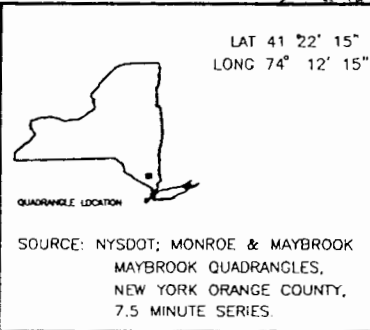 LAT 41°22' 15"
LONG 74° 12' 15"
QUADRANGLE LOCATION
SOURCE: NYSDOT; MONROE & MAYBROOK
MAYBROOK QUADRANGLES,
NEW YORK ORANGE COUNTY,
7.5 MINUTE SERIES.